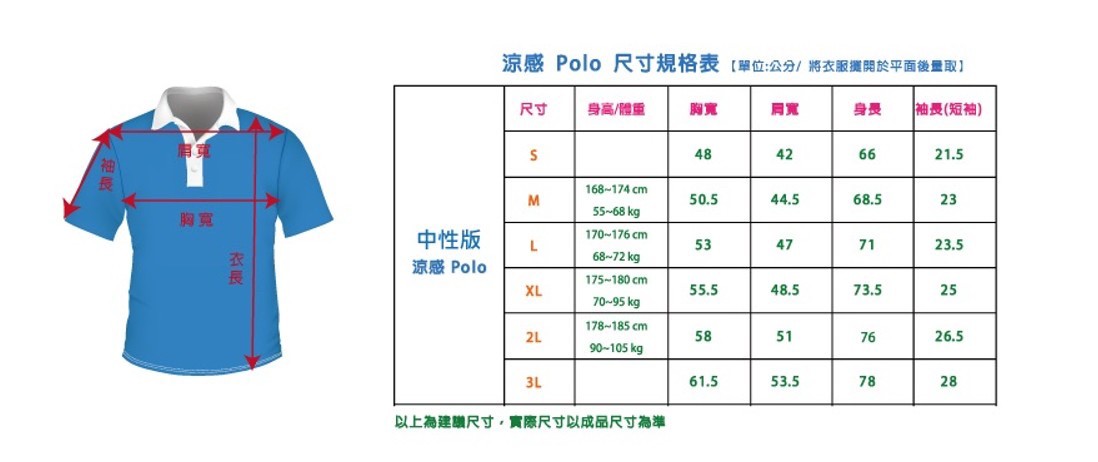 涼感 Polo 尺寸規格表【單位:公分/ 將衣服攤開於平面後量取】
肩寬
袖長
胸寬
衣長
中性版
涼感 Polo
尺寸 身高/體重 胸寬 肩寬 身長 袖長(短袖)
S 48 42 66 21.5
168~174 cm
M 50.5 44.5 68.5 23
55~68 kg
170~176 cm
L 53 47 71 23.5
68~72 kg
175~180 cm
XL 55.5 48.5 73.5 25
70~95 kg
178~185 cm
2L 58 51 76 26.5
90~105 kg
3L 61.5 53.5 78 28
以上為建議尺寸，實際尺寸以成品尺寸為準